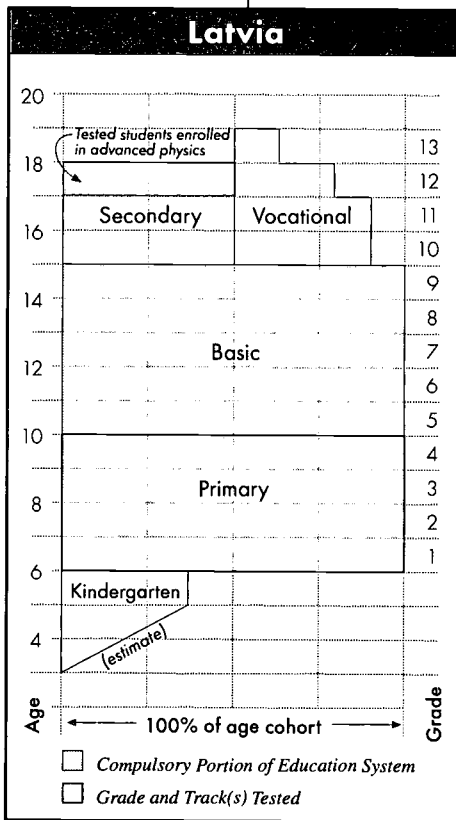 Latvia
20
Tested students enrolled
in advanced physics
13
18
12
Secondary
Vocational
11
16
10
9
14
8
Basic
7
12
6
5
10
4
Primary
3
8
2
1
6
Kindergarten
(estimate)
4
Age
100% of age cohort
Grade
Compulsory Portion of Education System
Grade and Track(s) Tested